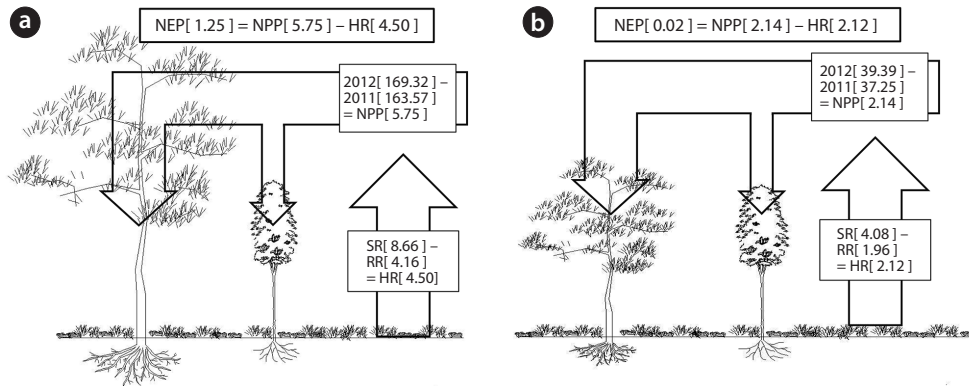 a
NEP[ 1.25 ] = NPP[ 5.75 ] – HR[ 4.50 ]
2012[ 169.32 ] –
2011[ 163.57 ]
= NPP[ 5.75 ]
SR[ 8.66 ] –
RR[ 4.16 ]
= HR[ 4.50]
b
NEP[ 0.02 ] = NPP[ 2.14 ] – HR[ 2.12 ]
2012[ 39.39 ] –
2011[ 37.25 ]
= NPP[ 2.14 ]
SR[ 4.08 ] –
RR[ 1.96 ]
= HR[ 2.12 ]